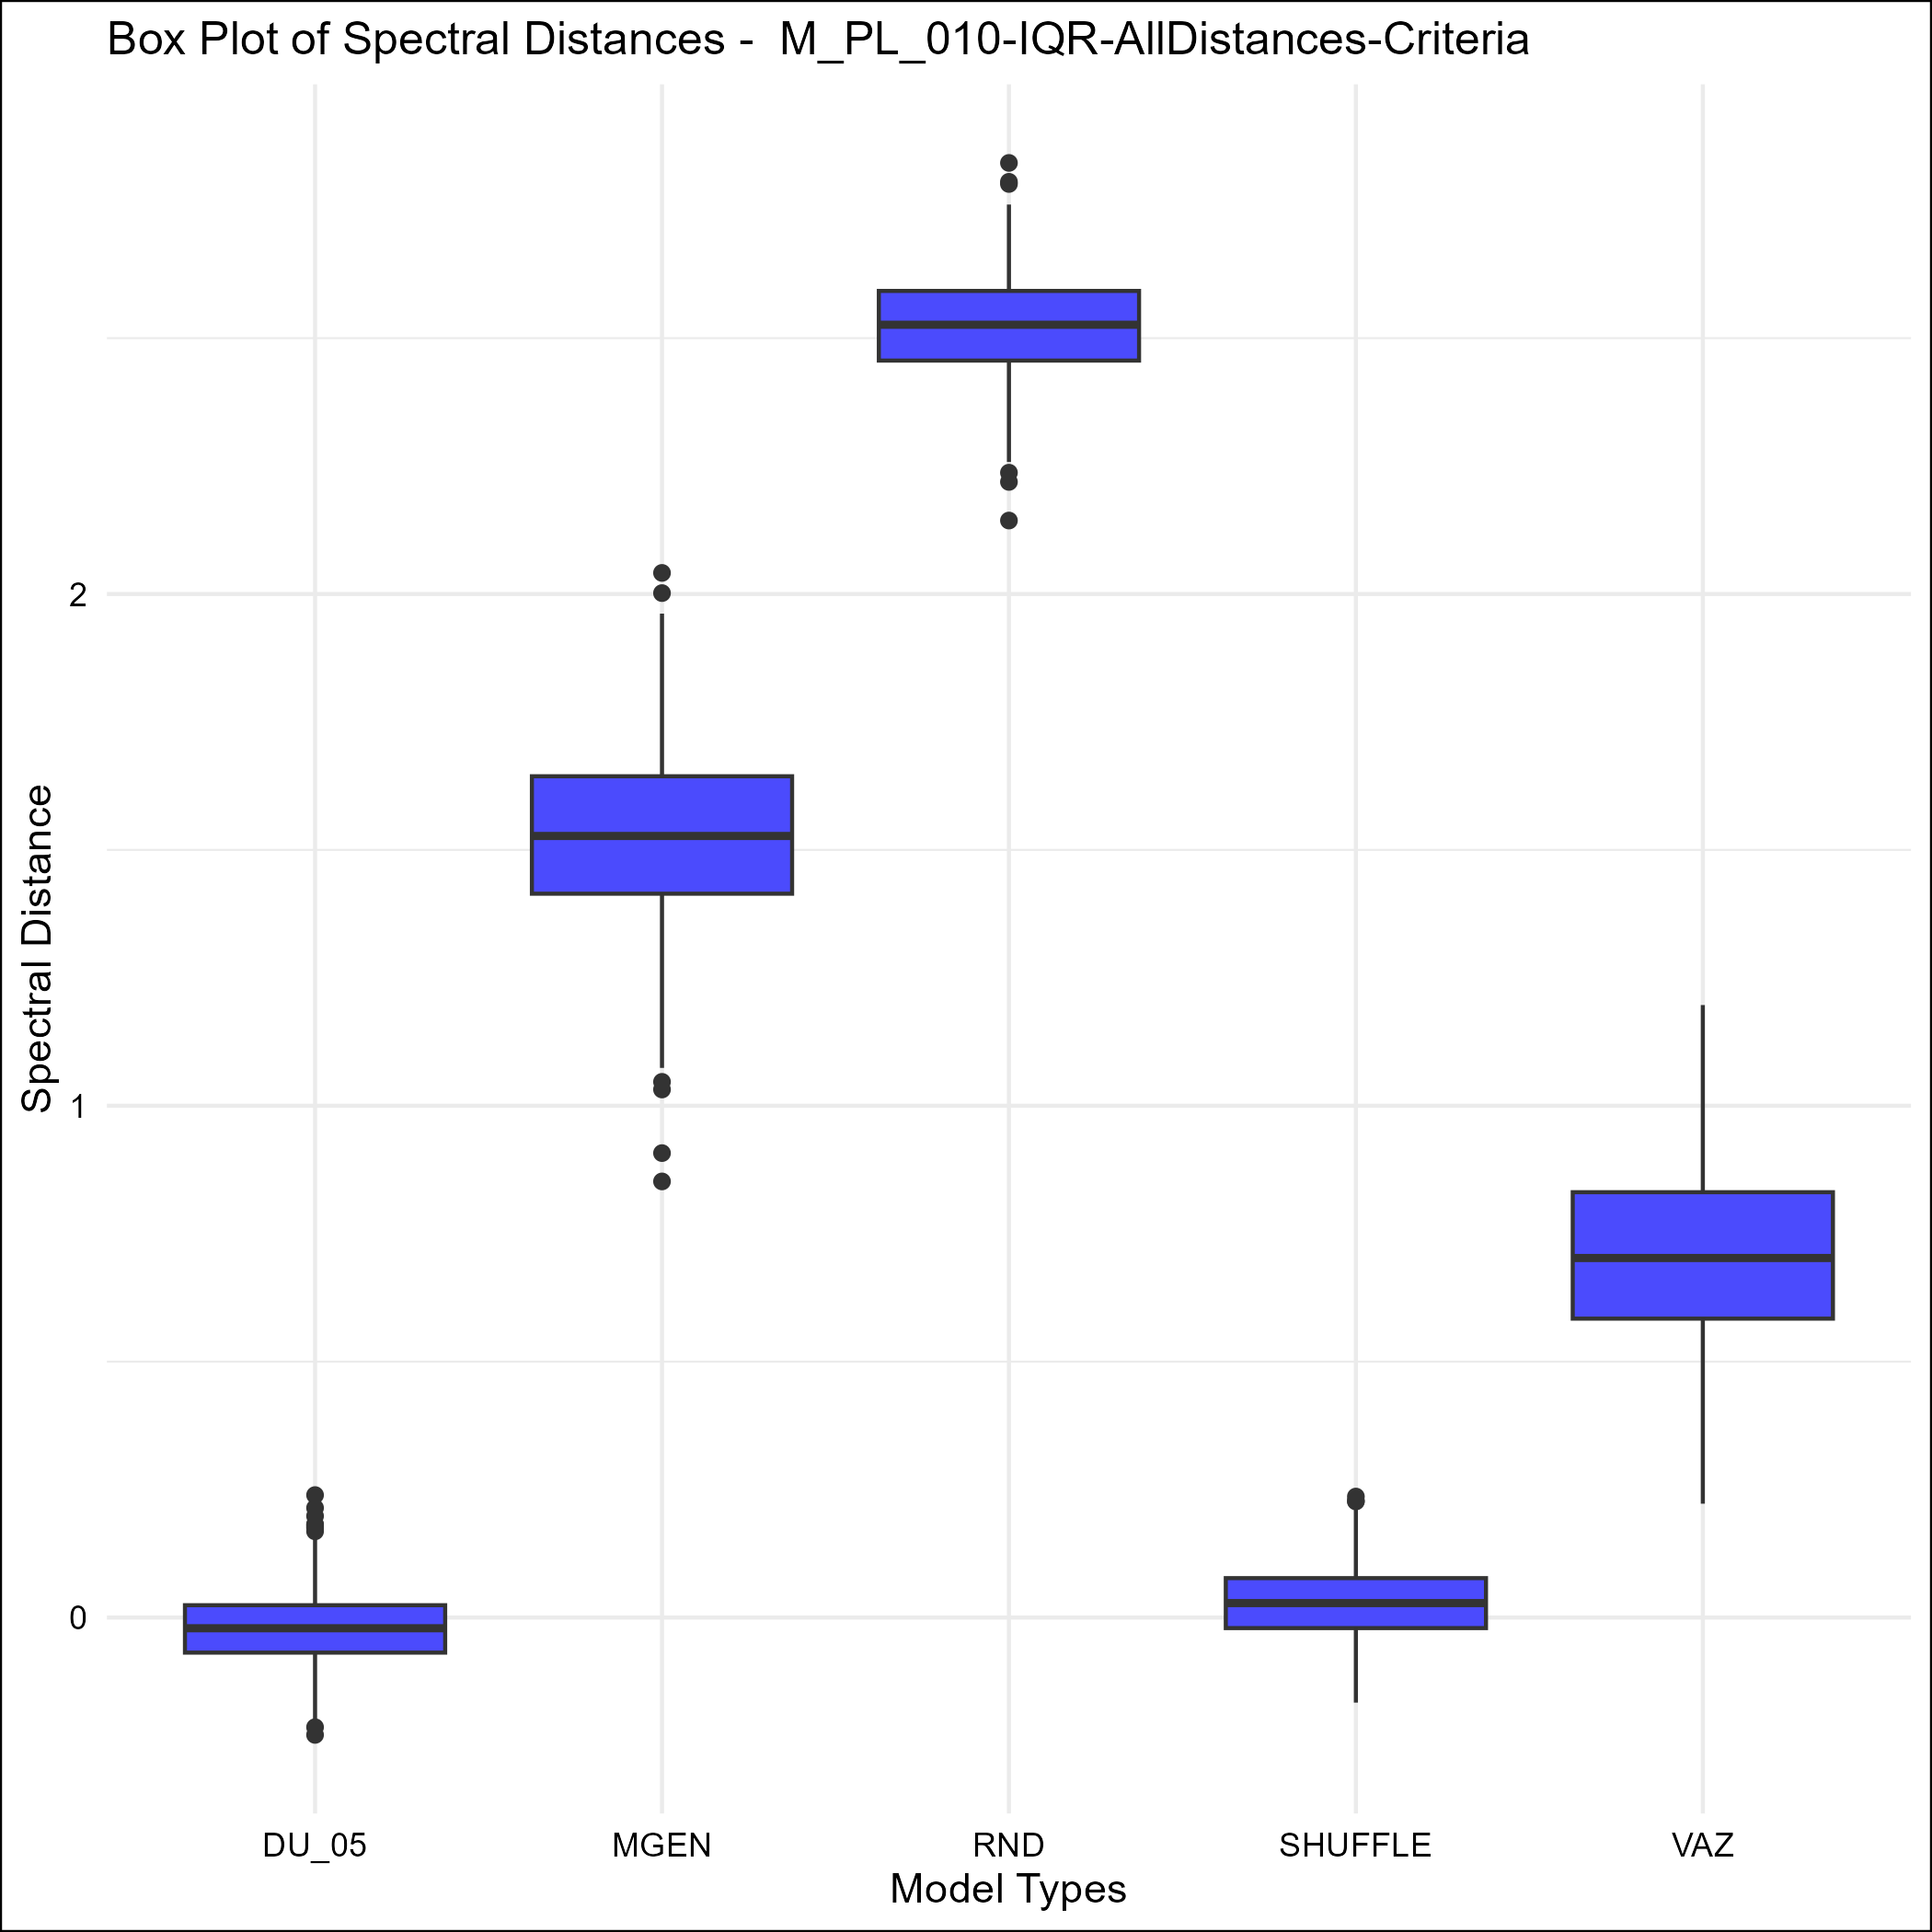 Box Plot of Spectral Distances -  M_PL_010-IQR-AllDistances-Criteria
Spectral Distance
2
1
0
DU_05 MGEN RND SHUFFLE VAZ
Model Types